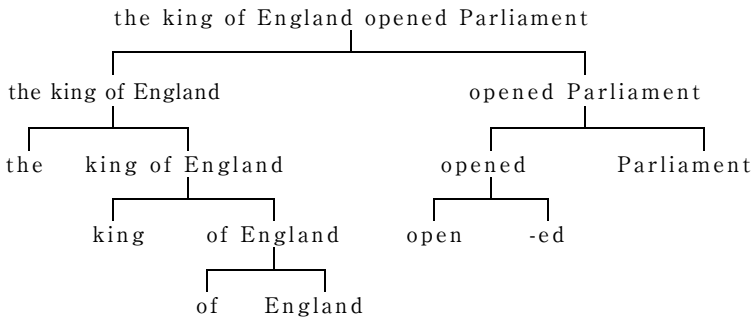 the king of England opened Parliament
the king of England opened Parliament
the king of England opened Parliament
king of England open -ed
of England